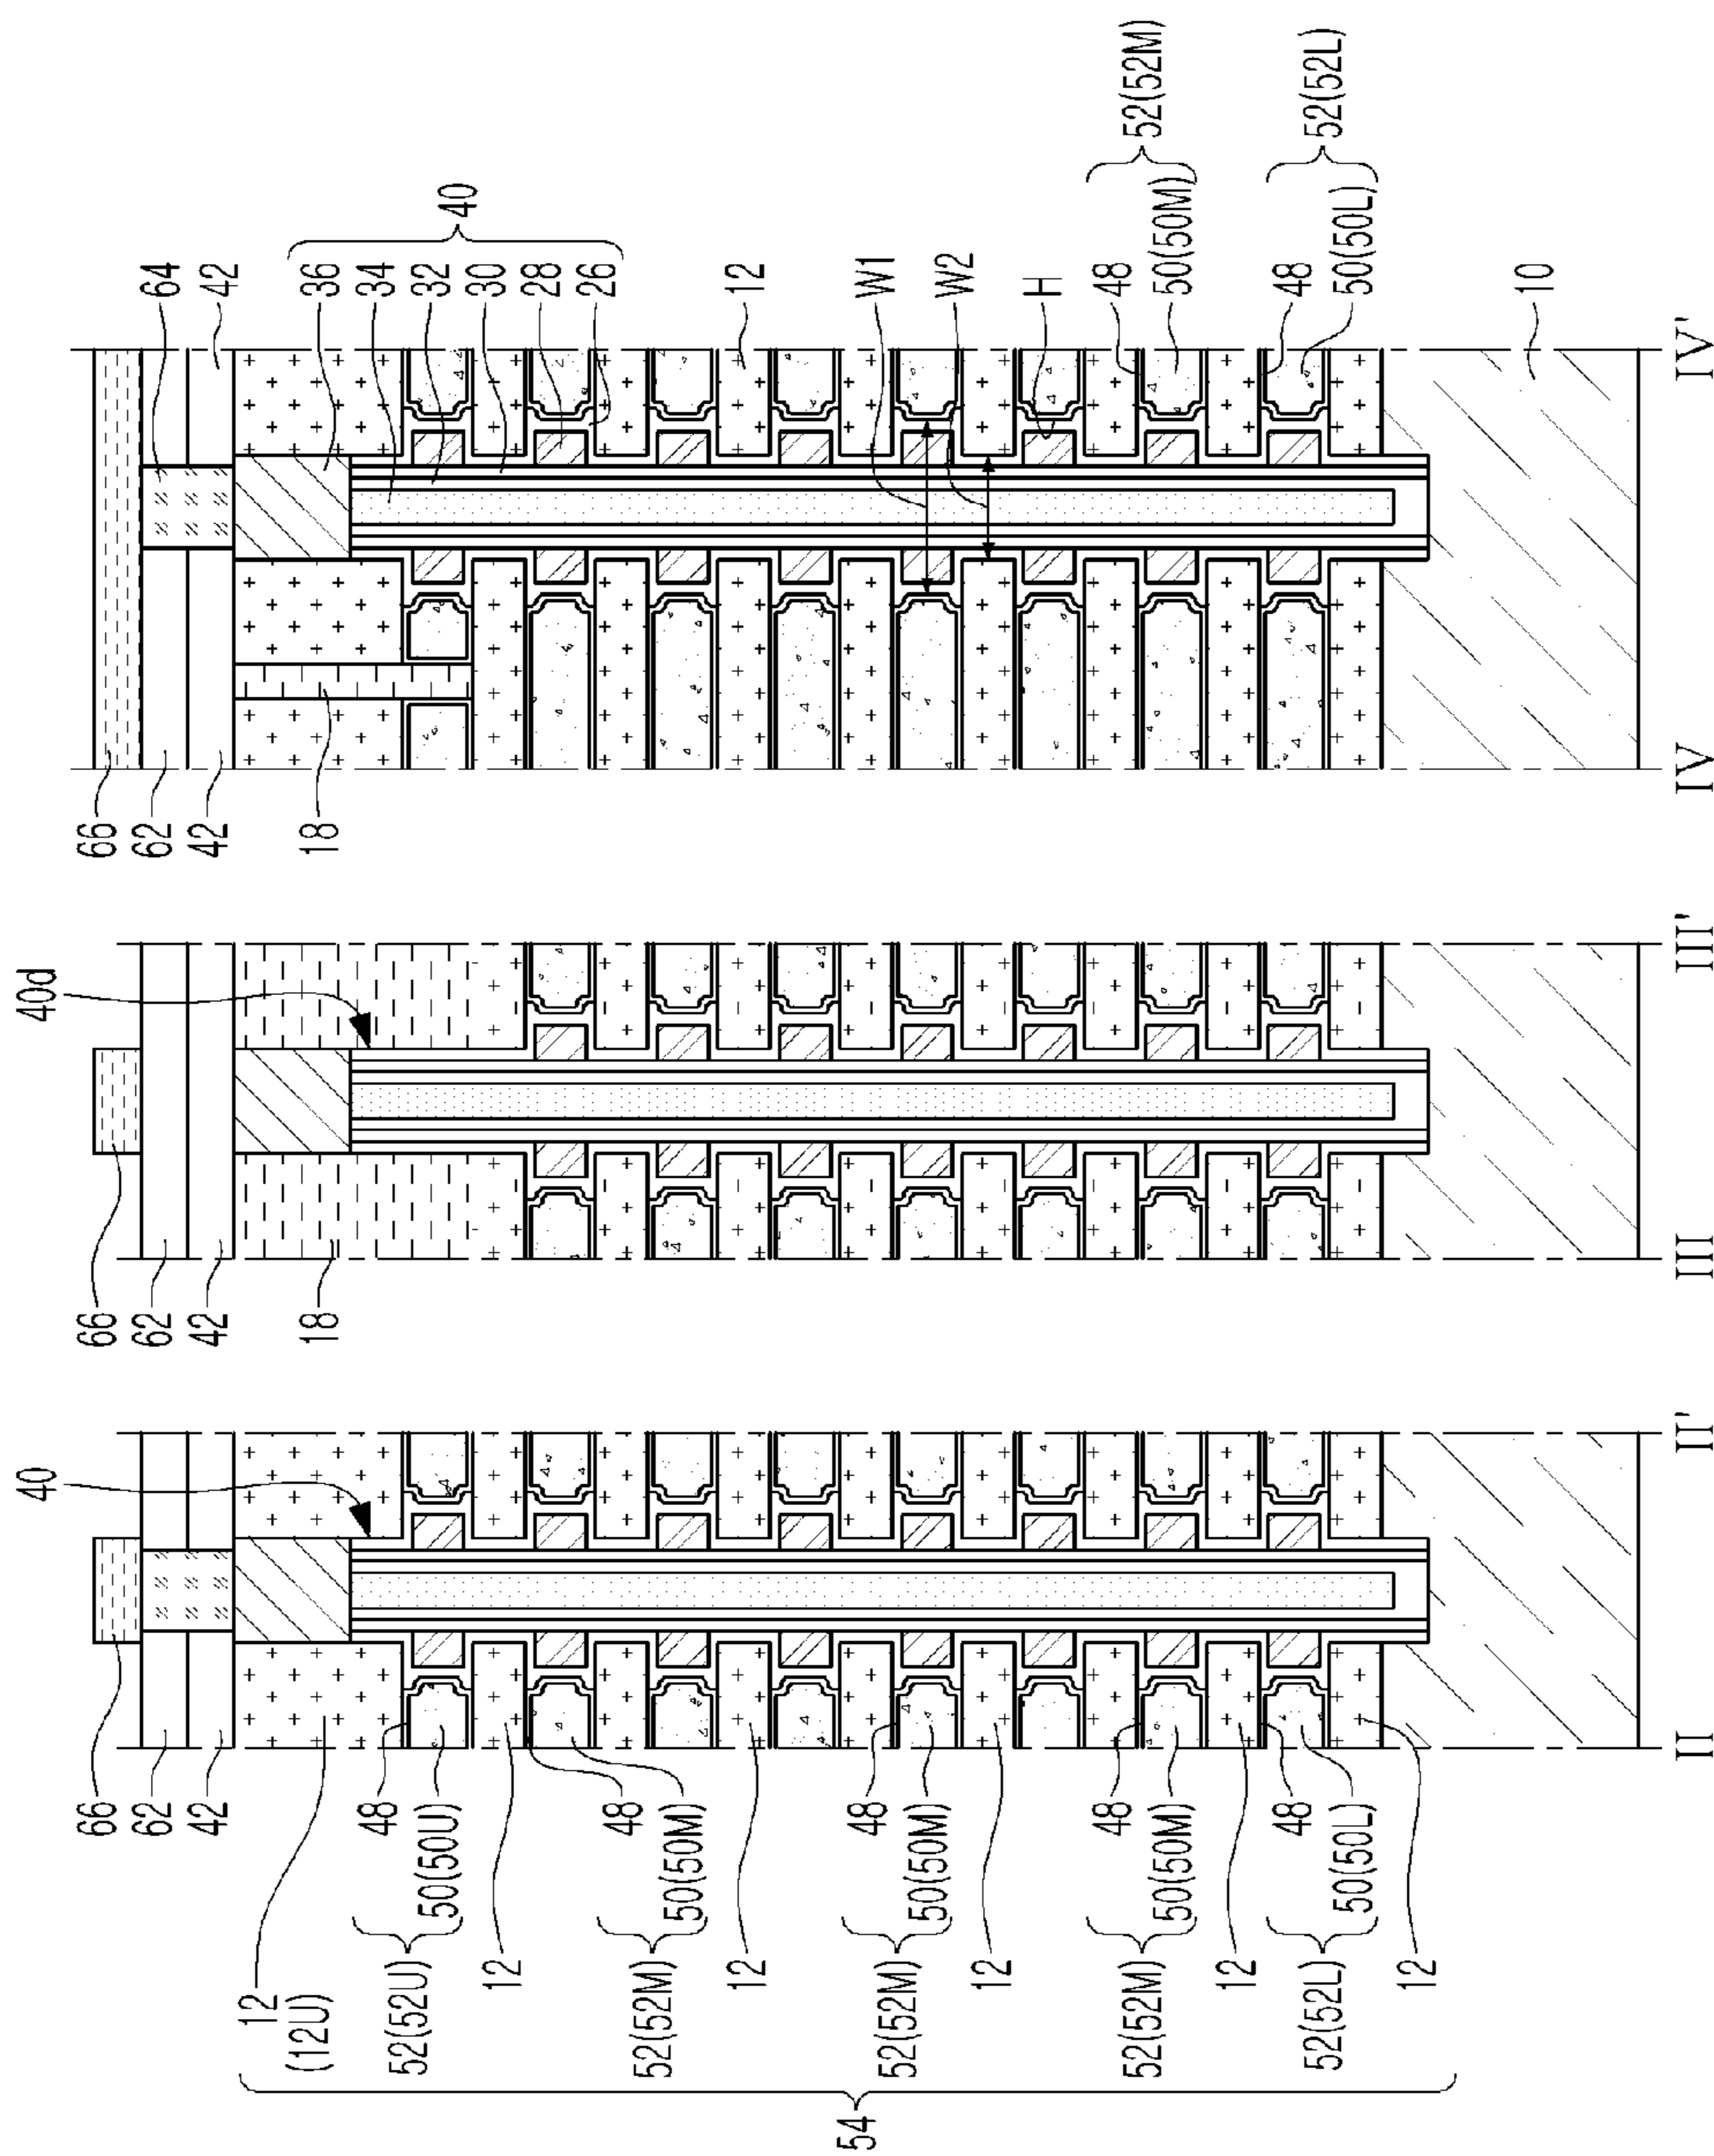 40
40d
66
62
42
66
62
42
18
66
62
42
18
64
42
36
34
32
30
28
26
40
12
W1
W2
H
48
50(50M)
52(52M)
48
50(50L)
52(52L)
10
12
(12U)
48
50(50U)
52(52U)
12
48
50(50M)
52(52M)
12
48
50(50M)
52(52M)
12
48
50(50M)
52(52M)
12
48
50(50L)
52(52L)
12
54
II
II'
III
III'
IV
IV'